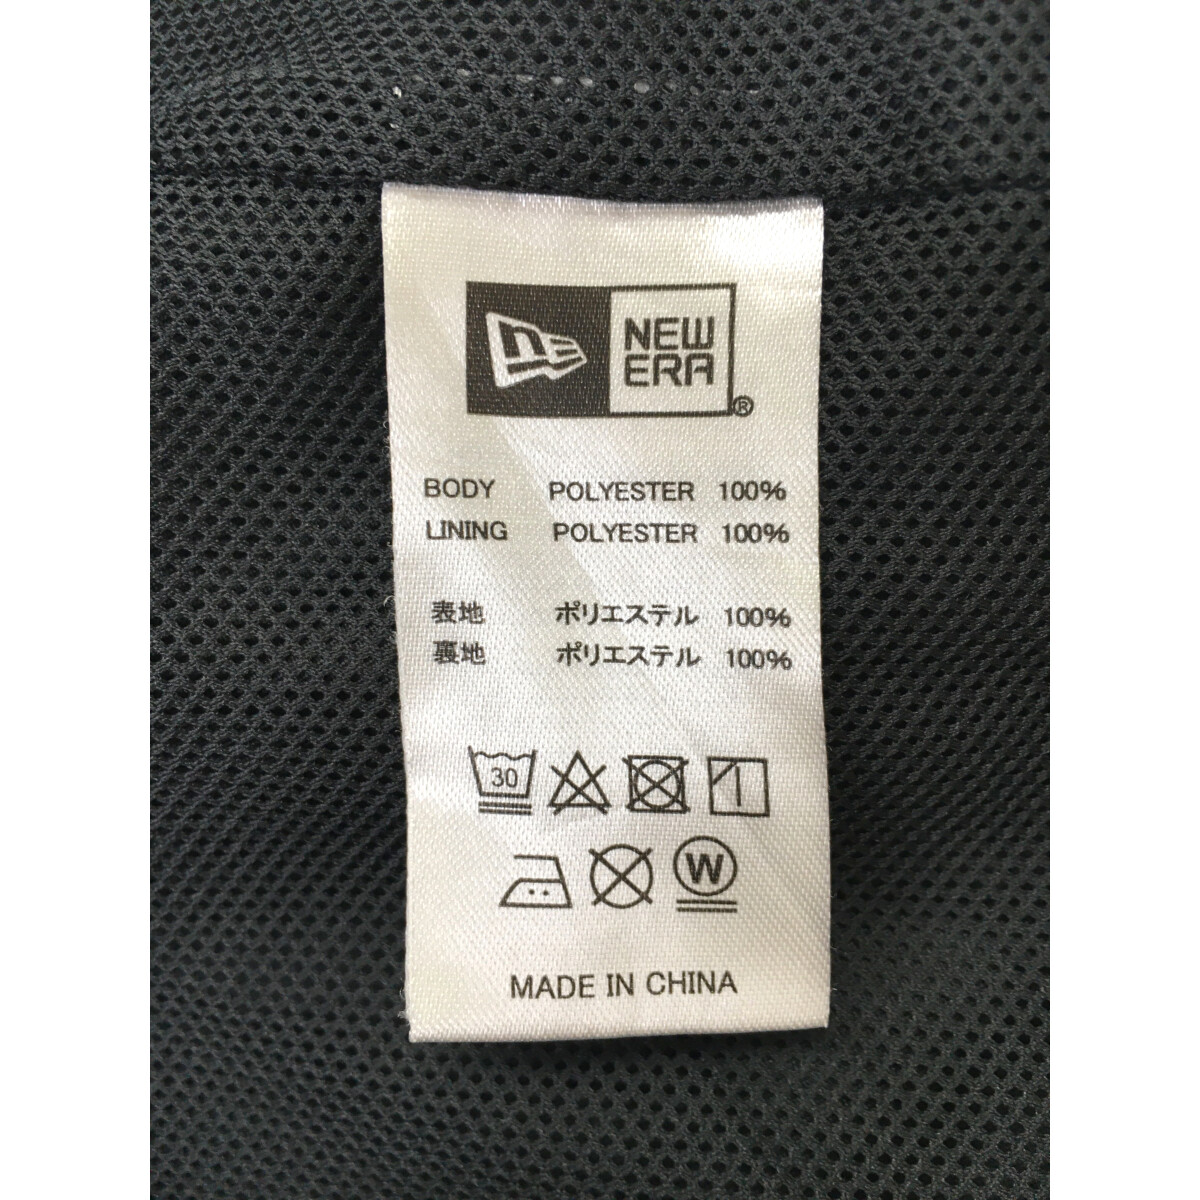 NEW
ERA
®
BODY POLYESTER 100%
LINING POLYESTER 100%
表地 ポリエステル 100%
裏地 ポリエステル 100%
30
W
MADE IN CHINA